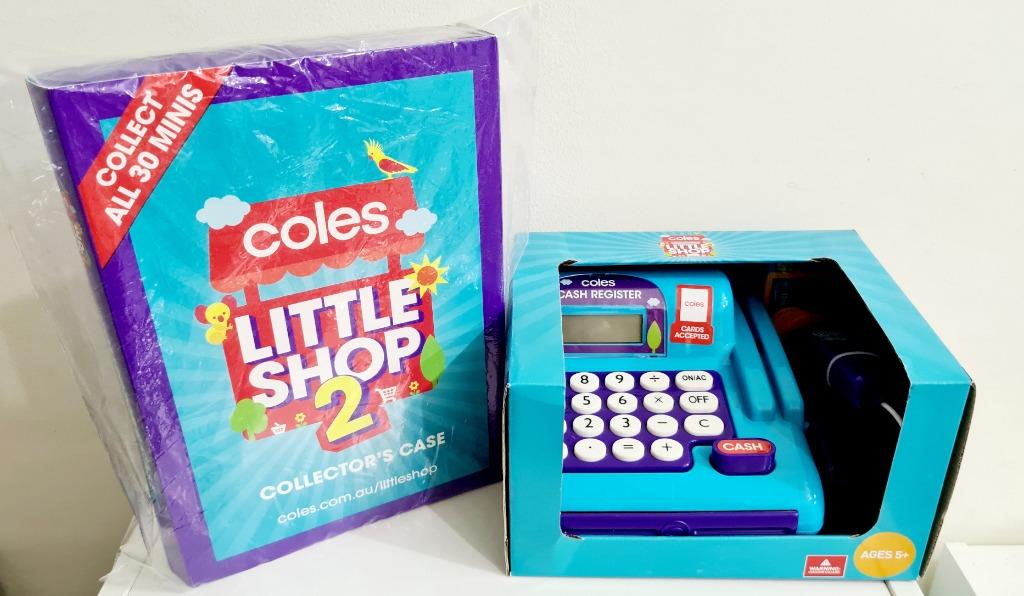 COLLECT
ALL 30 MINIS
coles
LITTLE
SHOP
2
COLLECTOR'S CASE
coles.com.au/littleshop
coles
LITTLE
SHOP
coles
CASH REGISTER
coles
CARDS
ACCEPTED
8 9 ÷ ON/AC
5 6 × OFF
2 3 − C
· = +
CASH
WARNING:
AGES 5+